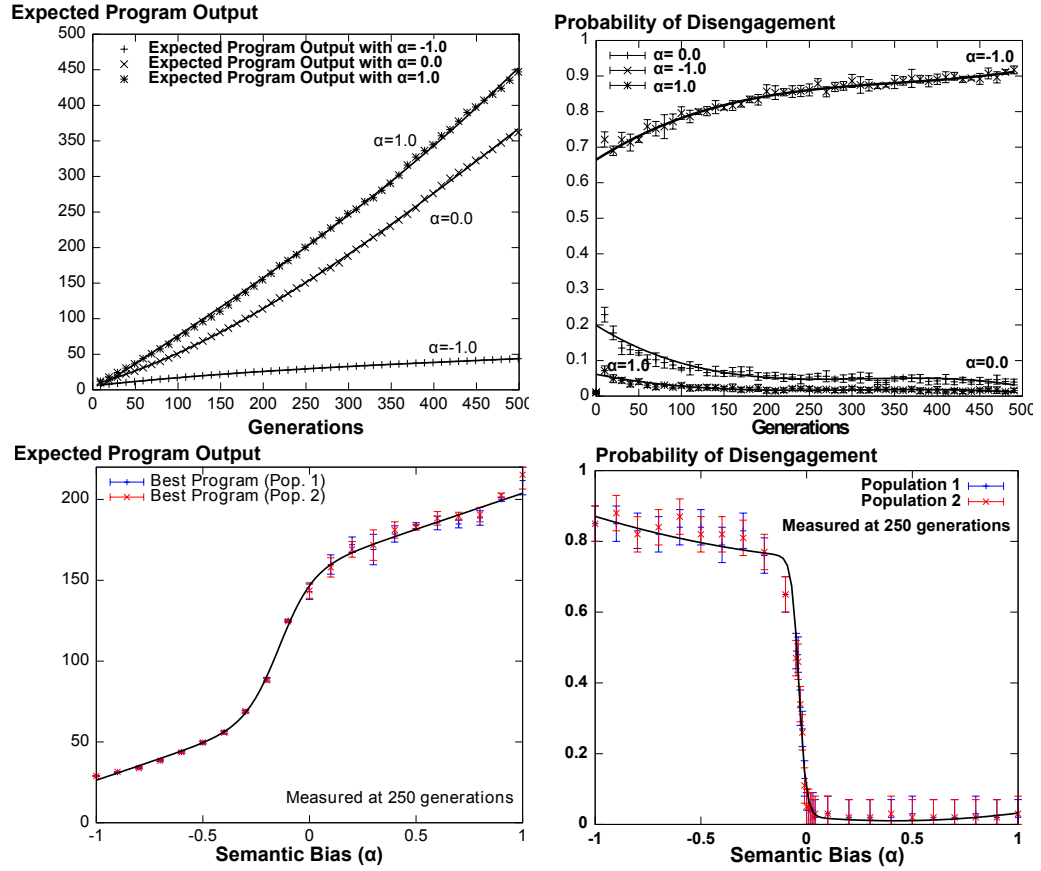 Expected Program Output
500
450
400
350
300
250
200
150
100
50
0
Expected Program Output with α= -1.0
Expected Program Output with α= 0.0
Expected Program Output with α= 1.0
α=1.0
α=0.0
α=-1.0
0 50 100 150 200 250 300 350 400 450 500
Generations
Probability of Disengagement
1
0.9
0.8
0.7
0.6
0.5
0.4
0.3
0.2
0.1
0
α= 0.0
α= -1.0
α=1.0
α=-1.0
α=1.0
α=0.0
0 50 100 150 200 250 300 350 400 450 500
Generations
Expected Program Output
200
150
100
50
0
Best Program (Pop. 1)
Best Program (Pop. 2)
Measured at 250 generations
-1 -0.5 0 0.5 1
Semantic Bias (α)
Probability of Disengagement
1
0.8
0.6
0.4
0.2
0
Population 1
Population 2
Measured at 250 generations
-1 -0.5 0 0.5 1
Semantic Bias (α)